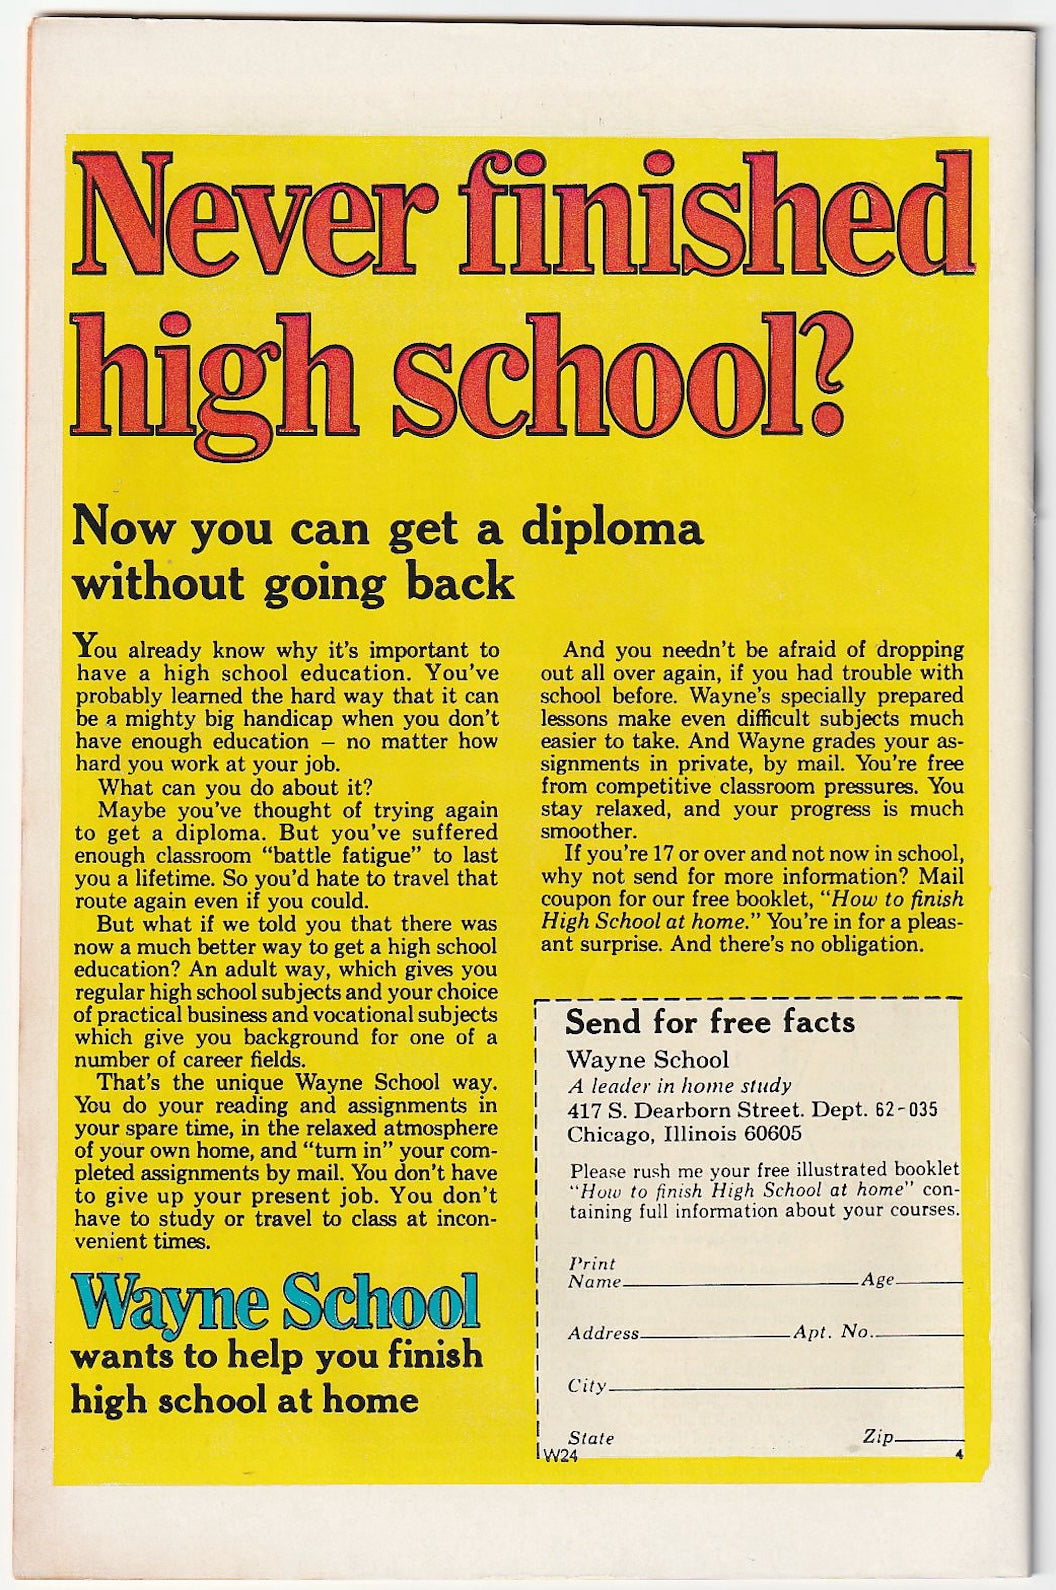 Never finished
high school?
Now you can get a diploma
without going back
You already know why it's important to
have a high school education. You've
probably learned the hard way that it can
be a mighty big handicap when you don't
have enough education – no matter how
hard you work at your job.
What can you do about it?
Maybe you've thought of trying again
to get a diploma. But you've suffered
enough classroom “battle fatigue” to last
you a lifetime. So you'd hate to travel that
route again even if you could.
But what if we told you that there was
now a much better way to get a high school
education? An adult way, which gives you
regular high school subjects and your choice
of practical business and vocational subjects
which give you background for one of a
number of career fields.
That's the unique Wayne School way.
You do your reading and assignments in
your spare time, in the relaxed atmosphere
of your own home, and “turn in” your com-
pleted assignments by mail. You don't have
to give up your present job. You don't
have to study or travel to class at incon-
venient times.
Wayne School
wants to help you finish
high school at home
And you needn't be afraid of dropping
out all over again, if you had trouble with
school before. Wayne's specially prepared
lessons make even difficult subjects much
easier to take. And Wayne grades your as-
signments in private, by mail. You're free
from competitive classroom pressures. You
stay relaxed, and your progress is much
smoother.
If you're 17 or over and not now in school,
why not send for more information? Mail
coupon for our free booklet, “How to finish
High School at home.” You're in for a pleas-
ant surprise. And there's no obligation.
Send for free facts
Wayne School
A leader in home study
417 S. Dearborn Street. Dept. 62-035
Chicago, Illinois 60605
Please rush me your free illustrated booklet
“How to finish High School at home” con-
taining full information about your courses.
Print
Name Age
Address Apt. No.
City
State Zip
W24 4